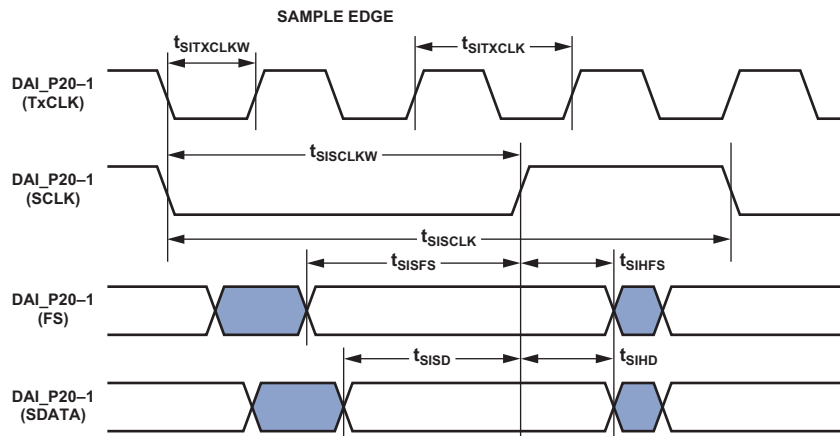 SAMPLE EDGE
tSITXCLKW
tSITXCLK
DAI_P20–1
(TxCLK)
tSISCLKW
DAI_P20–1
(SCLK)
tSISCLK
tSISFS
tSIHFS
DAI_P20–1
(FS)
tSISD
tSIHD
DAI_P20–1
(SDATA)